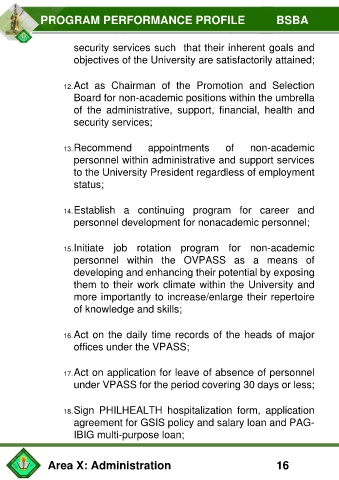 PROGRAM PERFORMANCE PROFILE BSBA
security services such that their inherent goals and
objectives of the University are satisfactorily attained;
12. Act as Chairman of the Promotion and Selection
Board for non-academic positions within the umbrella
of the administrative, support, financial, health and
security services;
13. Recommend appointments of non-academic
personnel within administrative and support services
to the University President regardless of employment
status;
14. Establish a continuing program for career and
personnel development for nonacademic personnel;
15. Initiate job rotation program for non-academic
personnel within the OVPASS as a means of
developing and enhancing their potential by exposing
them to their work climate within the University and
more importantly to increase/enlarge their repertoire
of knowledge and skills;
16. Act on the daily time records of the heads of major
offices under the VPASS;
17. Act on application for leave of absence of personnel
under VPASS for the period covering 30 days or less;
18. Sign PHILHEALTH hospitalization form, application
agreement for GSIS policy and salary loan and PAG-
IBIG multi-purpose loan;
Area X: Administration 16